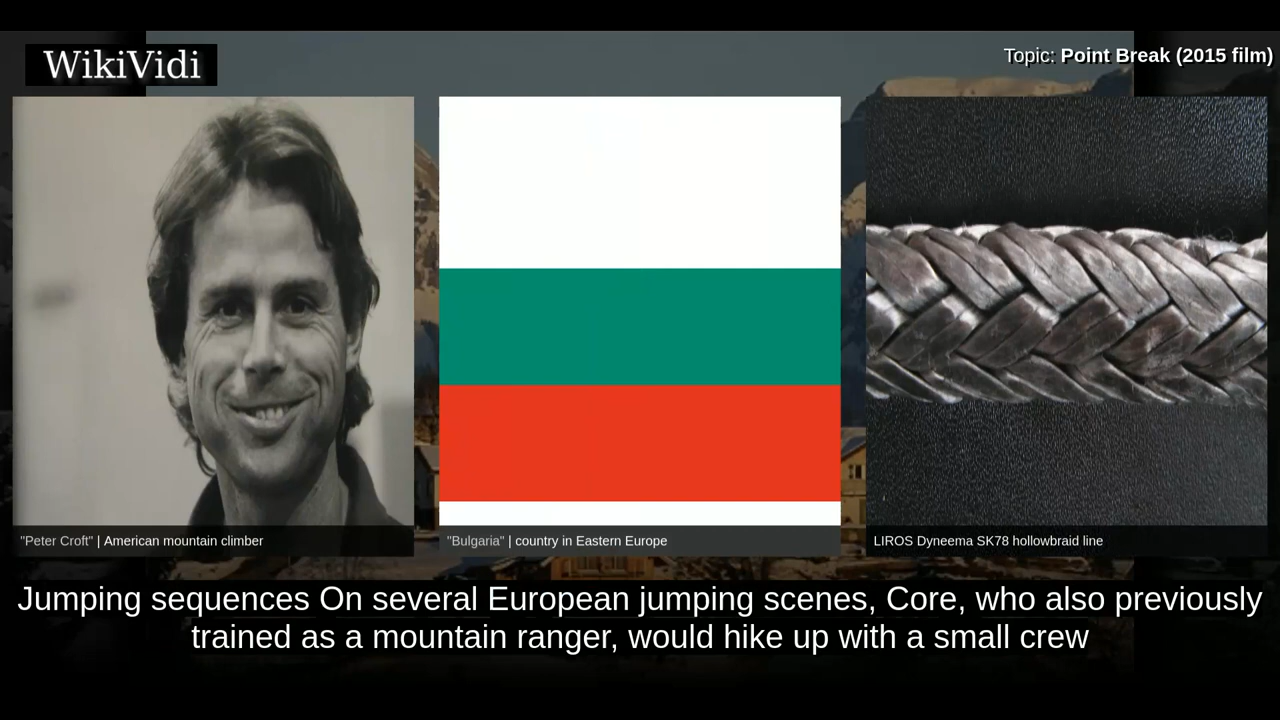 WikiVidi
Topic: Point Break (2015 film)
"Peter Croft" | American mountain climber
"Bulgaria" | country in Eastern Europe
LIROS Dyneema SK78 hollowbraid line
Jumping sequences On several European jumping scenes, Core, who also previously
trained as a mountain ranger, would hike up with a small crew